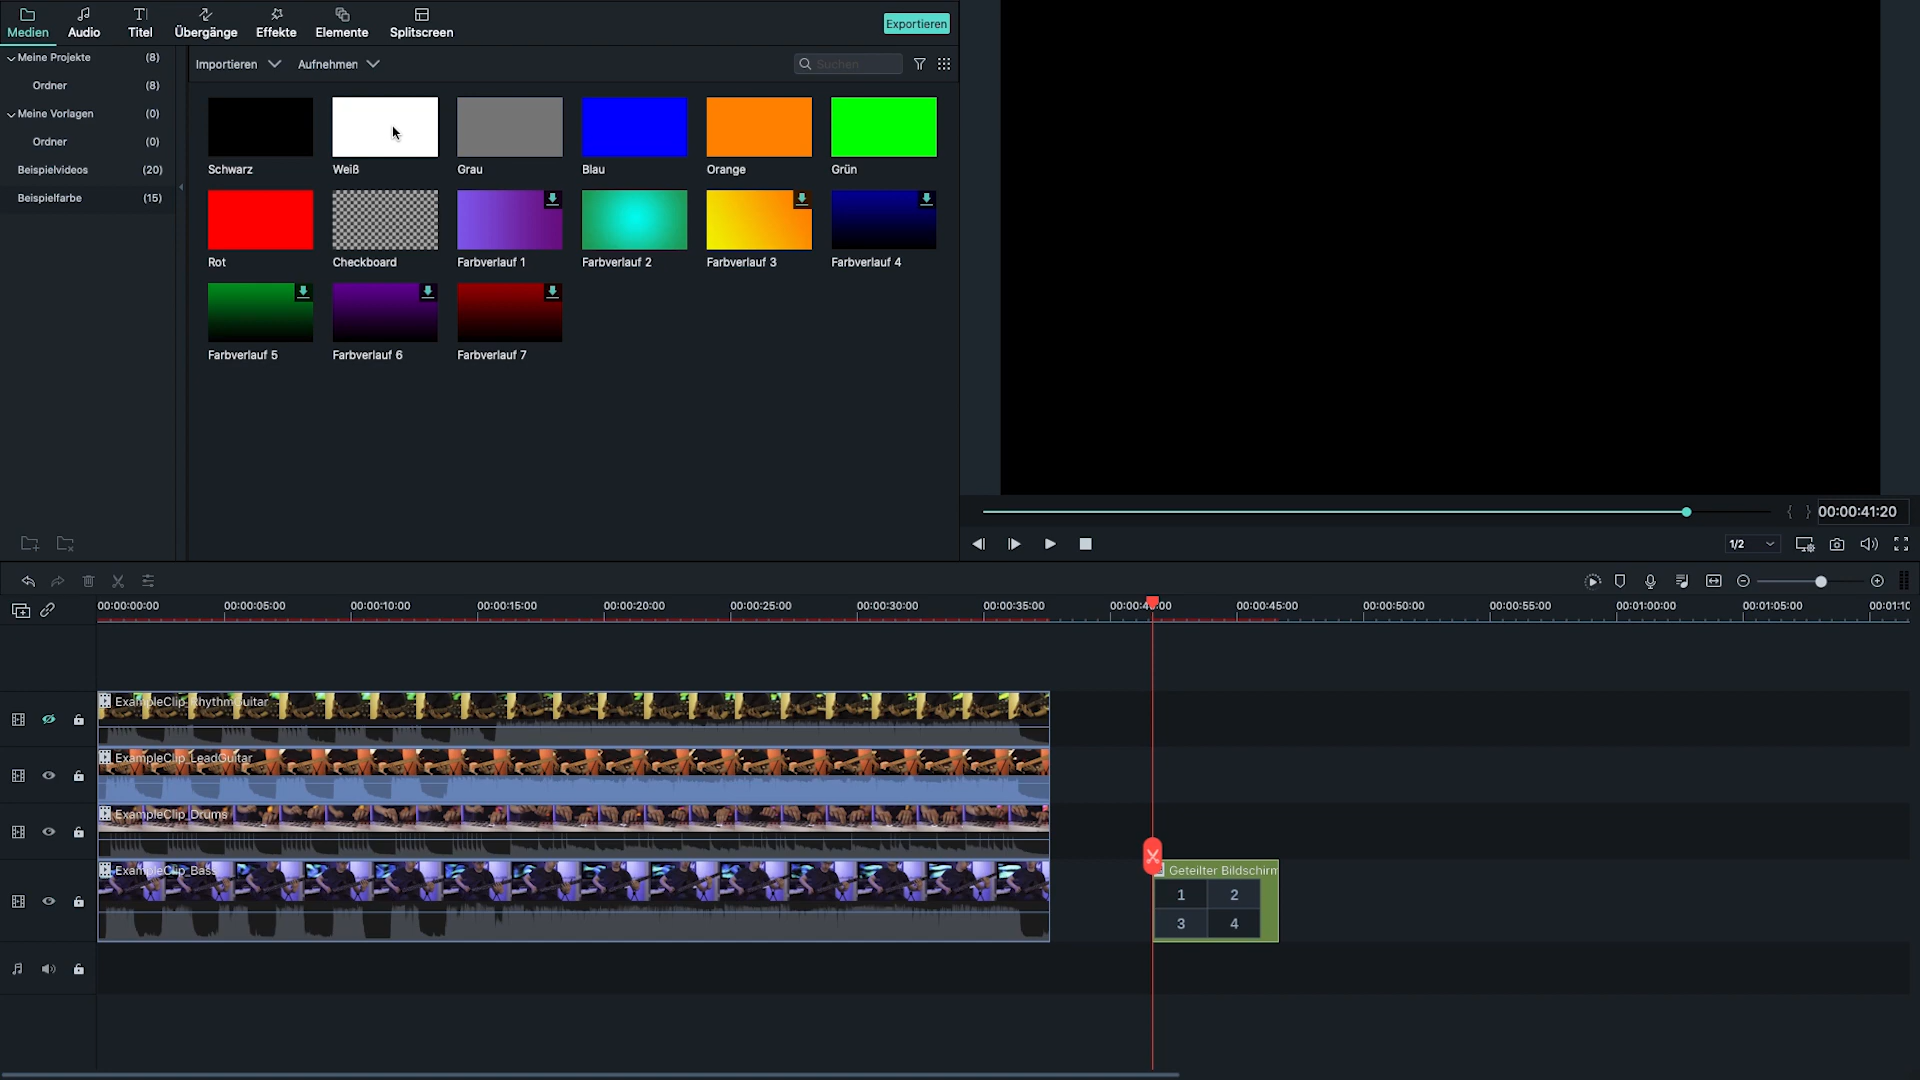 Medien Audio Titel Übergänge Effekte Elemente Splitscreen Exportieren
Meine Projekte (8)
Ordner (8)
Meine Vorlagen (0)
Ordner (0)
Beispielvideos (20)
Beispielfarbe (15)
Importieren Aufnehmen Suchen
Schwarz Weiß Grau Blau Orange Grün
Rot Checkboard Farbverlauf 1 Farbverlauf 2 Farbverlauf 3 Farbverlauf 4
Farbverlauf 5 Farbverlauf 6 Farbverlauf 7
{ } 00:00:41:20
1/2
00:00:00:00 00:00:05:00 00:00:10:00 00:00:15:00 00:00:20:00 00:00:25:00 00:00:30:00 00:00:35:00 00:00:45:00 00:00:50:00 00:00:55:00 00:01:00:00 00:01:05:00 00:01:10
ExampleClip_RhythmGuitar
ExampleClip_LeadGuitar
ExampleClip_Drums
ExampleClip_Bass
Geteilter Bildschirm
1 2
3 4